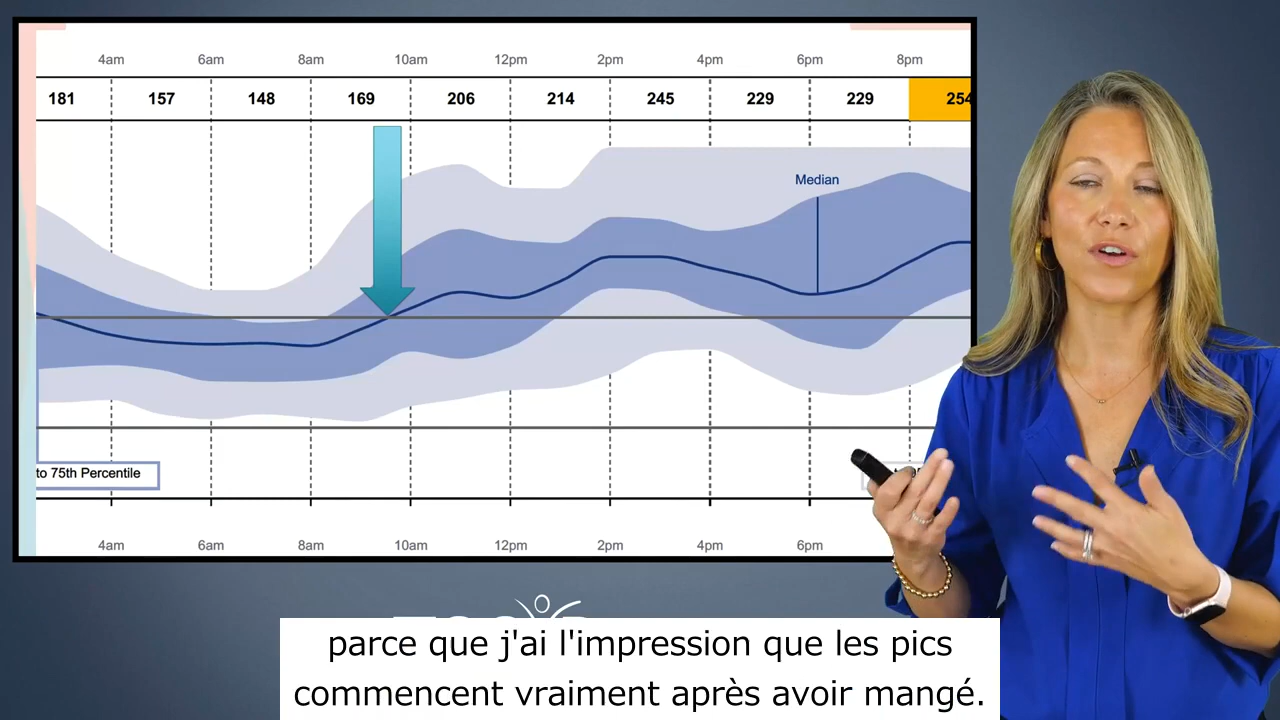 4am 6am 8am 10am 12pm 2pm 4pm 6pm 8pm
181 157 148 169 206 214 245 229 229 254
Median
to 75th Percentile
4am 6am 8am 10am 12pm 2pm 4pm 6pm
parce que j'ai l'impression que les pics
commencent vraiment après avoir mangé.